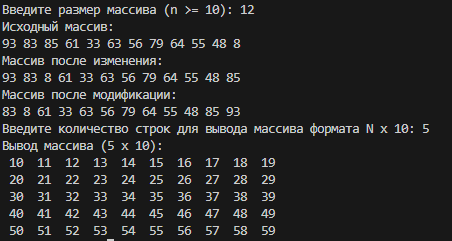 Введите размер массива (n >= 10): 12
Исходный массив:
93 83 85 61 33 63 56 79 64 55 48 8
Массив после изменения:
93 83 8 61 33 63 56 79 64 55 48 85
Массив после модификации:
83 8 61 33 63 56 79 64 55 48 85 93
Введите количество строк для вывода массива формата N x 10: 5
Вывод массива (5 x 10):
10 11 12 13 14 15 16 17 18 19
20 21 22 23 24 25 26 27 28 29
30 31 32 33 34 35 36 37 38 39
40 41 42 43 44 45 46 47 48 49
50 51 52 53 54 55 56 57 58 59